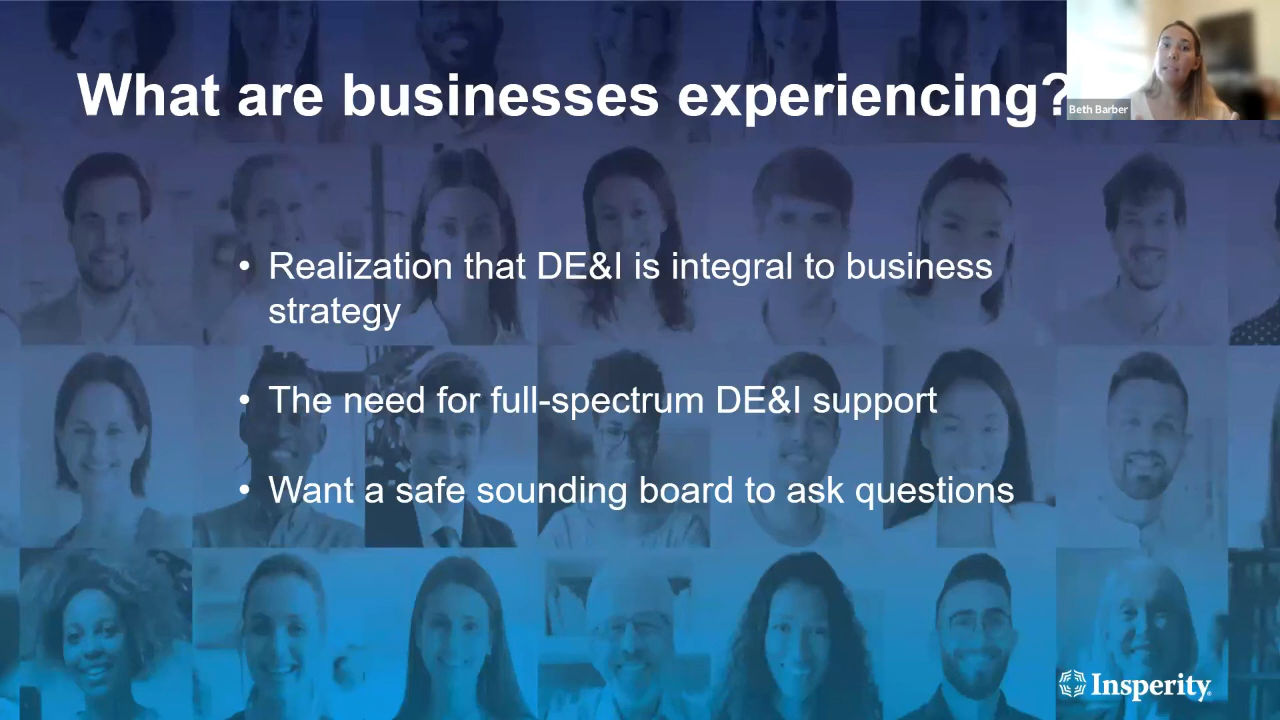 What are businesses experiencing?
Beth Barber
• Realization that DE&I is integral to business
strategy
• The need for full-spectrum DE&I support
• Want a safe sounding board to ask questions
Insperity